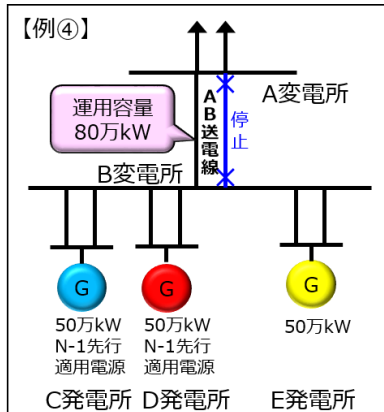 【例④】
運用容量
80万kW
AB送電線
停止
A変電所
B変電所
G
G
G
50万kW
N-1先行
適用電源
50万kW
N-1先行
適用電源
50万kW
C発電所
D発電所
E発電所